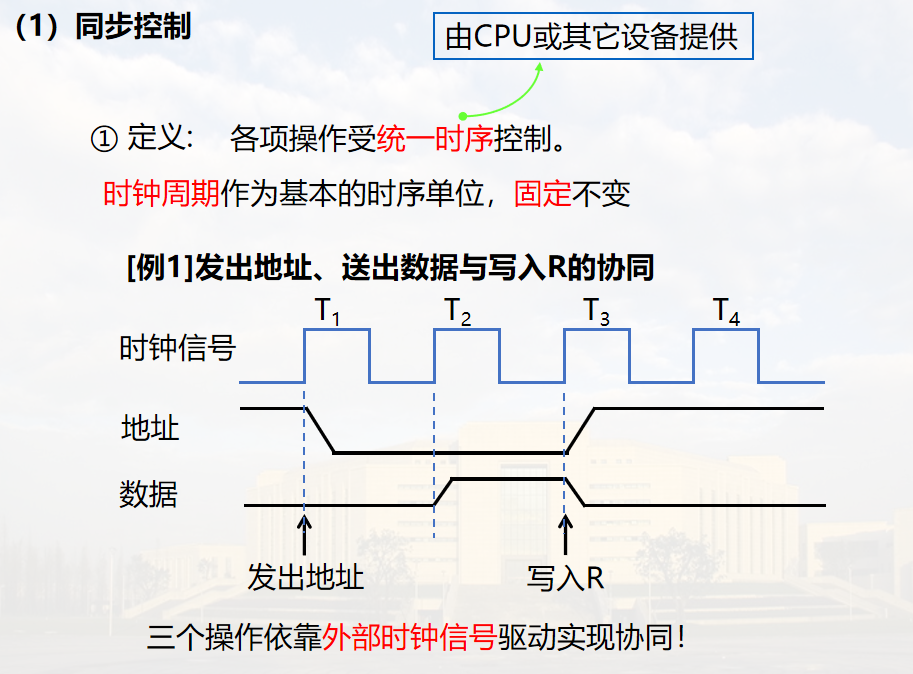 （1）同步控制
由CPU或其它设备提供
① 定义： 各项操作受统一时序控制。
时钟周期作为基本的时序单位，固定不变
[例1]发出地址、送出数据与写入R的协同
T1 T2 T3 T4
时钟信号
地址
数据
发出地址 写入R
三个操作依靠外部时钟信号驱动实现协同！